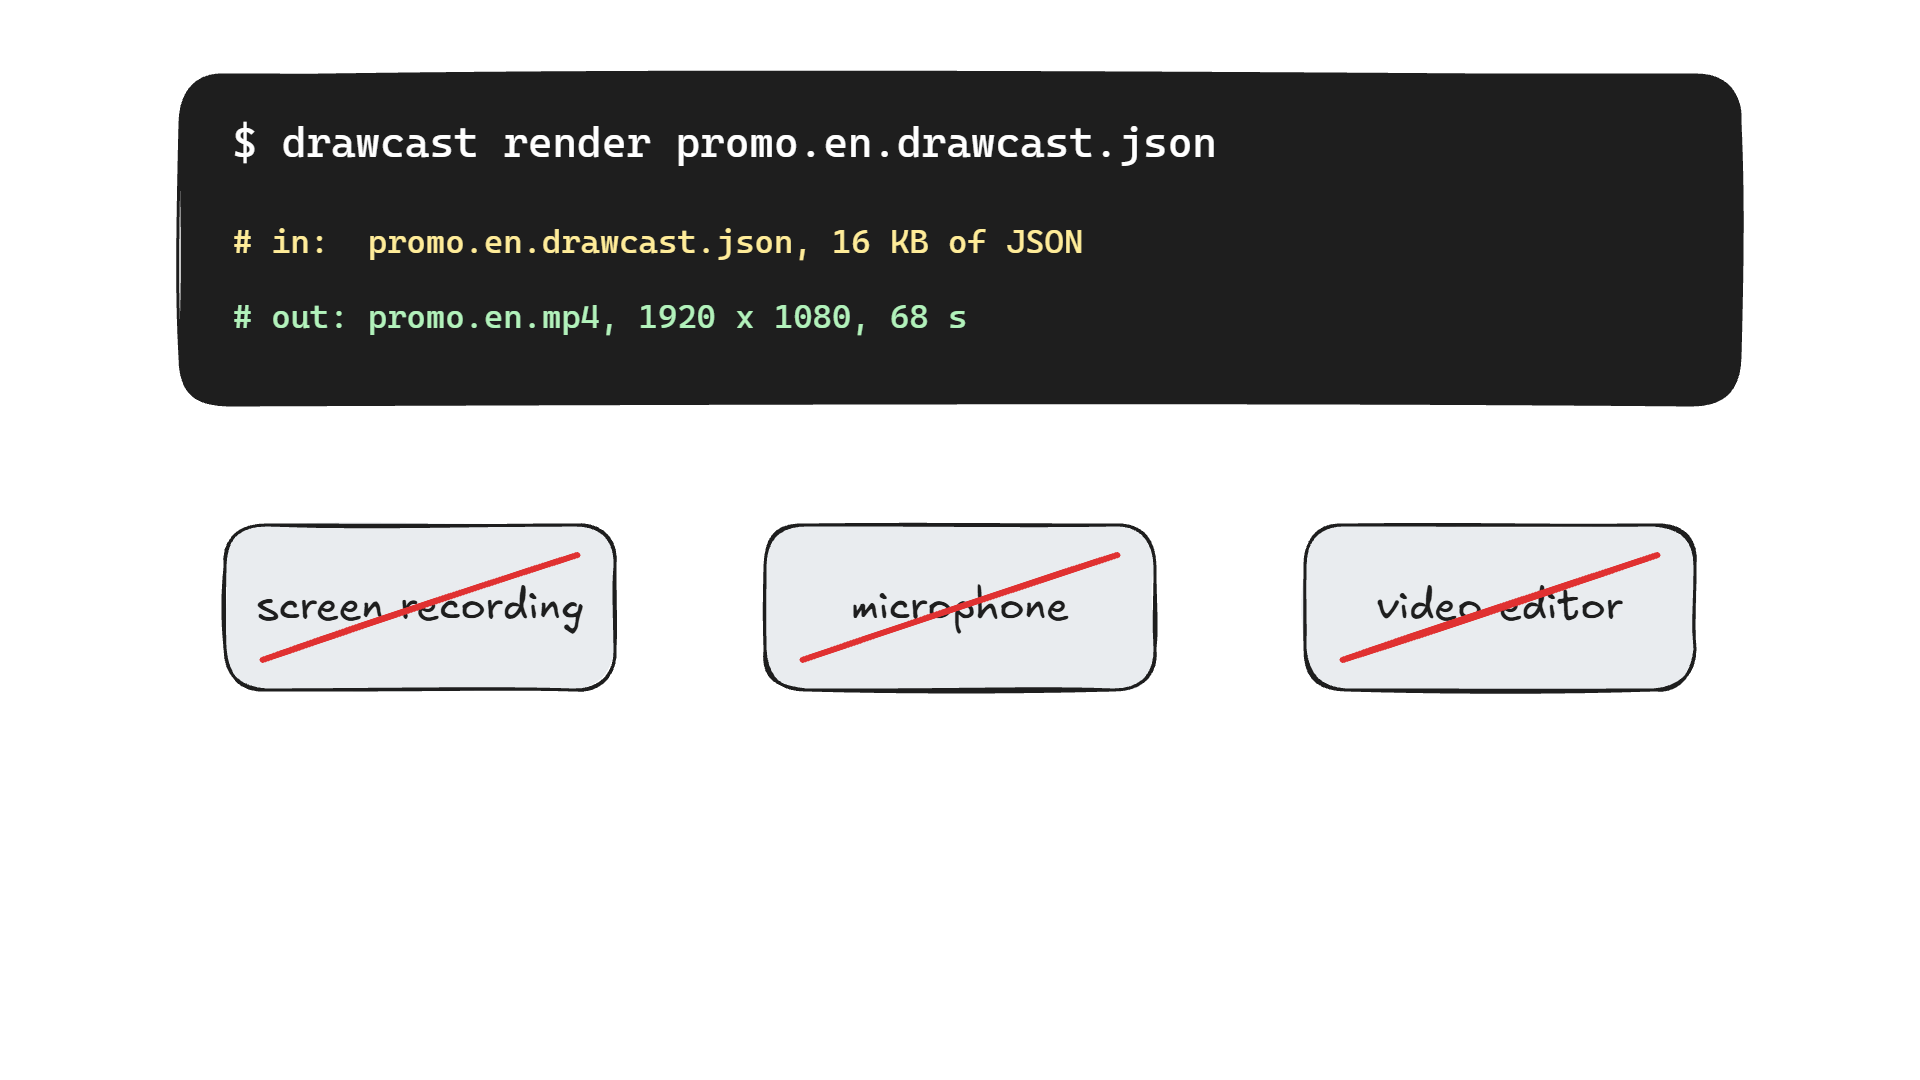 $ drawcast render promo.en.drawcast.json
# in:  promo.en.drawcast.json, 16 KB of JSON
# out: promo.en.mp4, 1920 x 1080, 68 s
screen recording
microphone
video editor